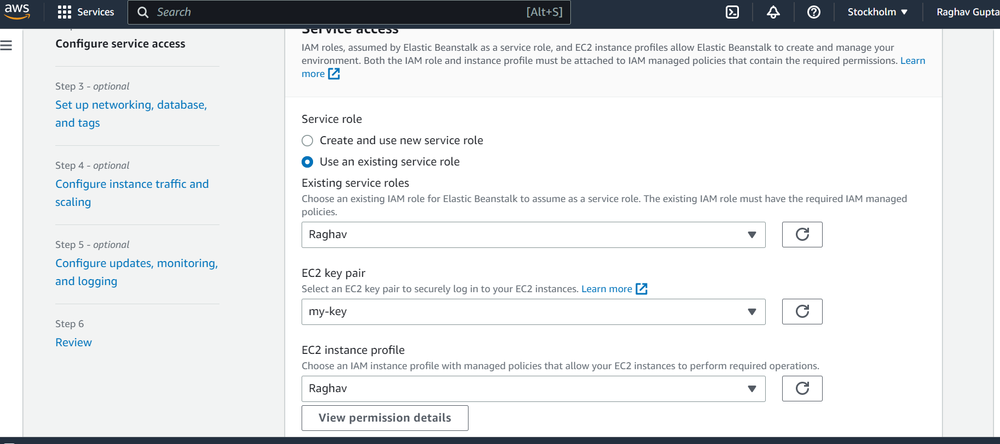 aws
Services
Search
[Alt+S]
Stockholm
Raghav Gupta
Configure service access
Step 3 - optional
Set up networking, database,
and tags
Step 4 - optional
Configure instance traffic and
scaling
Step 5 - optional
Configure updates, monitoring,
and logging
Step 6
Review
Service access
IAM roles, assumed by Elastic Beanstalk as a service role, and EC2 instance profiles allow Elastic Beanstalk to create and manage your
environment. Both the IAM role and instance profile must be attached to IAM managed policies that contain the required permissions. Learn
more
Service role
Create and use new service role
Use an existing service role
Existing service roles
Choose an existing IAM role for Elastic Beanstalk to assume as a service role. The existing IAM role must have the required IAM managed
policies.
Raghav
EC2 key pair
Select an EC2 key pair to securely log in to your EC2 instances. Learn more
my-key
EC2 instance profile
Choose an IAM instance profile with managed policies that allow your EC2 instances to perform required operations.
Raghav
View permission details